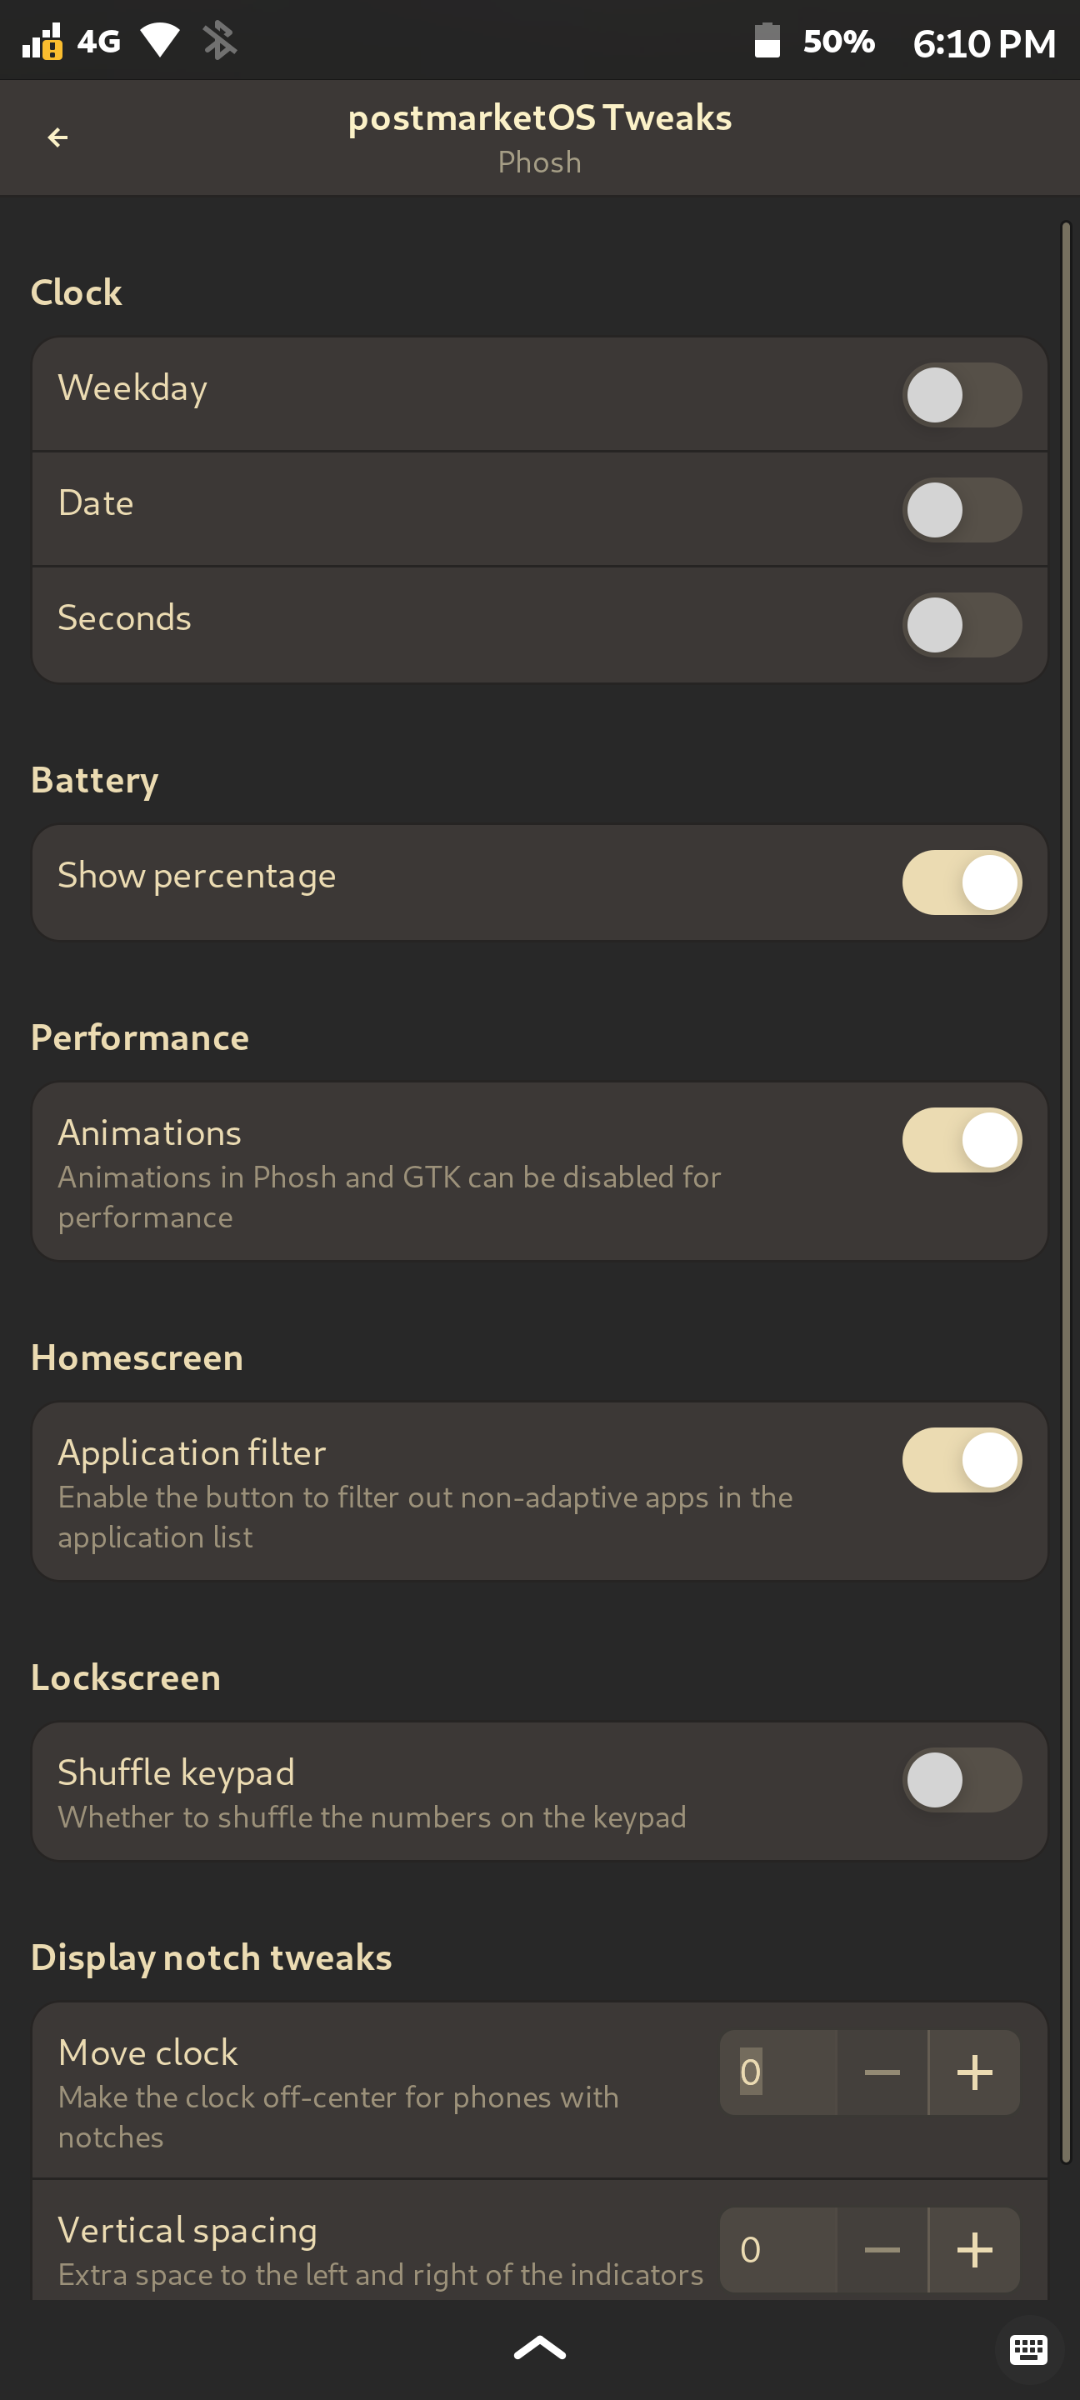 4G
50%
6:10 PM
postmarketOS Tweaks
Phosh
Clock
Weekday
Date
Seconds
Battery
Show percentage
Performance
Animations
Animations in Phosh and GTK can be disabled for
performance
Homescreen
Application filter
Enable the button to filter out non-adaptive apps in the
application list
Lockscreen
Shuffle keypad
Whether to shuffle the numbers on the keypad
Display notch tweaks
Move clock
0
Make the clock off-center for phones with
notches
Vertical spacing
0
Extra space to the left and right of the indicators